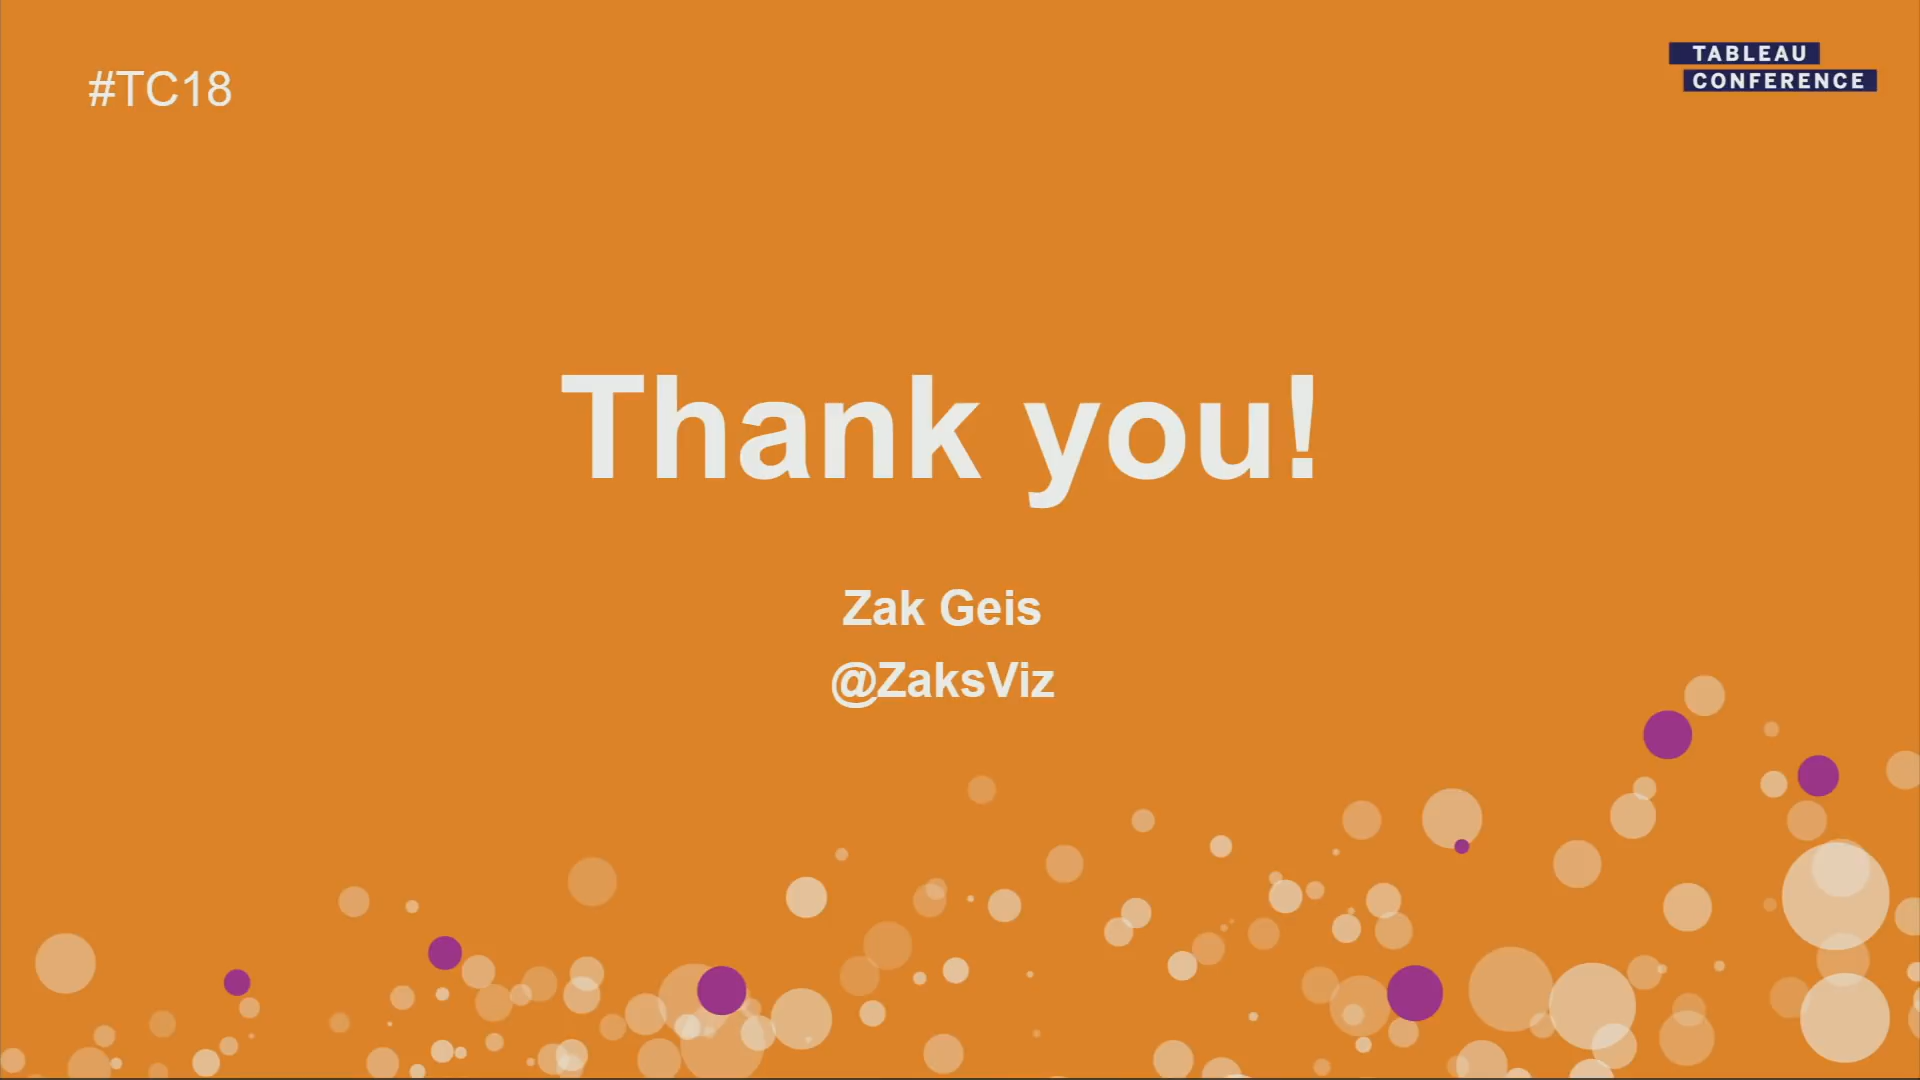 #TC18
TABLEAU
CONFERENCE
Thank you!
Zak Geis
@ZaksViz